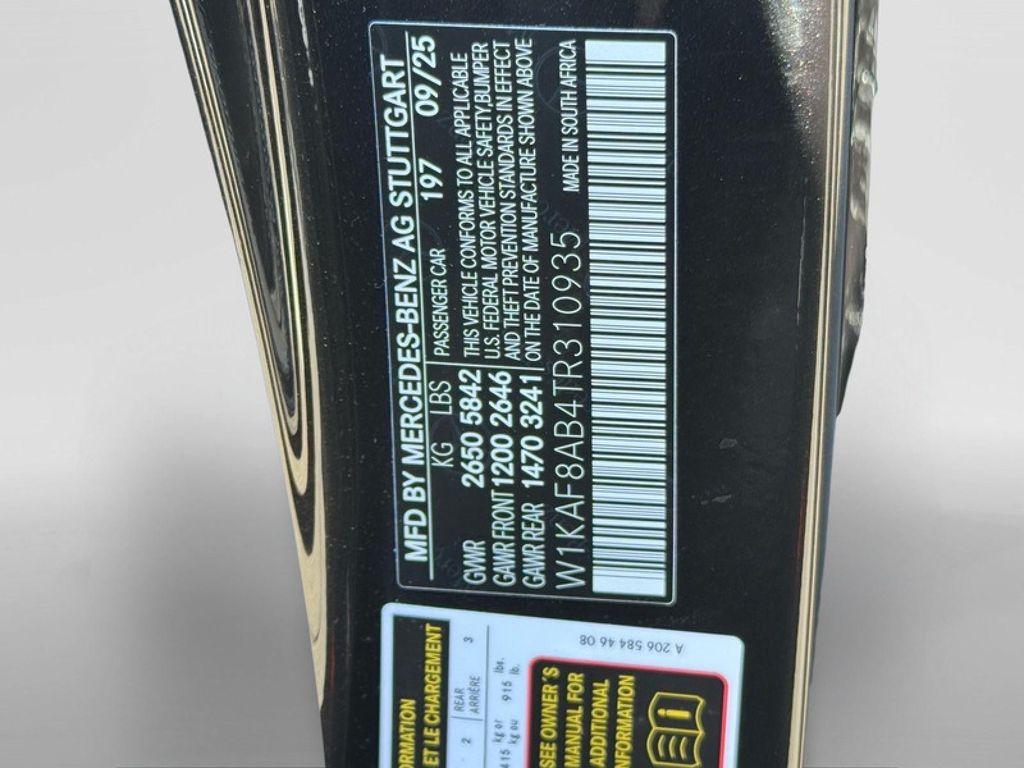 MFD BY MERCEDES-BENZ AG STUTTGART
KG LBS PASSENGER CAR 197 09/25
GVWR 2650 5842 THIS VEHICLE CONFORMS TO ALL APPLICABLE
GAWR FRONT 1200 2646 U.S. FEDERAL MOTOR VEHICLE SAFETY,BUMPER
GAWR REAR 1470 3241 AND THEFT PREVENTION STANDARDS IN EFFECT
ON THE DATE OF MANUFACTURE SHOWN ABOVE
W1KAF8AB4TR310935 MADE IN SOUTH AFRICA
ET LE CHARGEMENT
2 REAR 3
ARRIÈRE
415 kg or 915 lbs.
kg ou lb.
SEE OWNER'S
MANUAL FOR
ADDITIONAL
INFORMATION
i
A 206 584 46 08